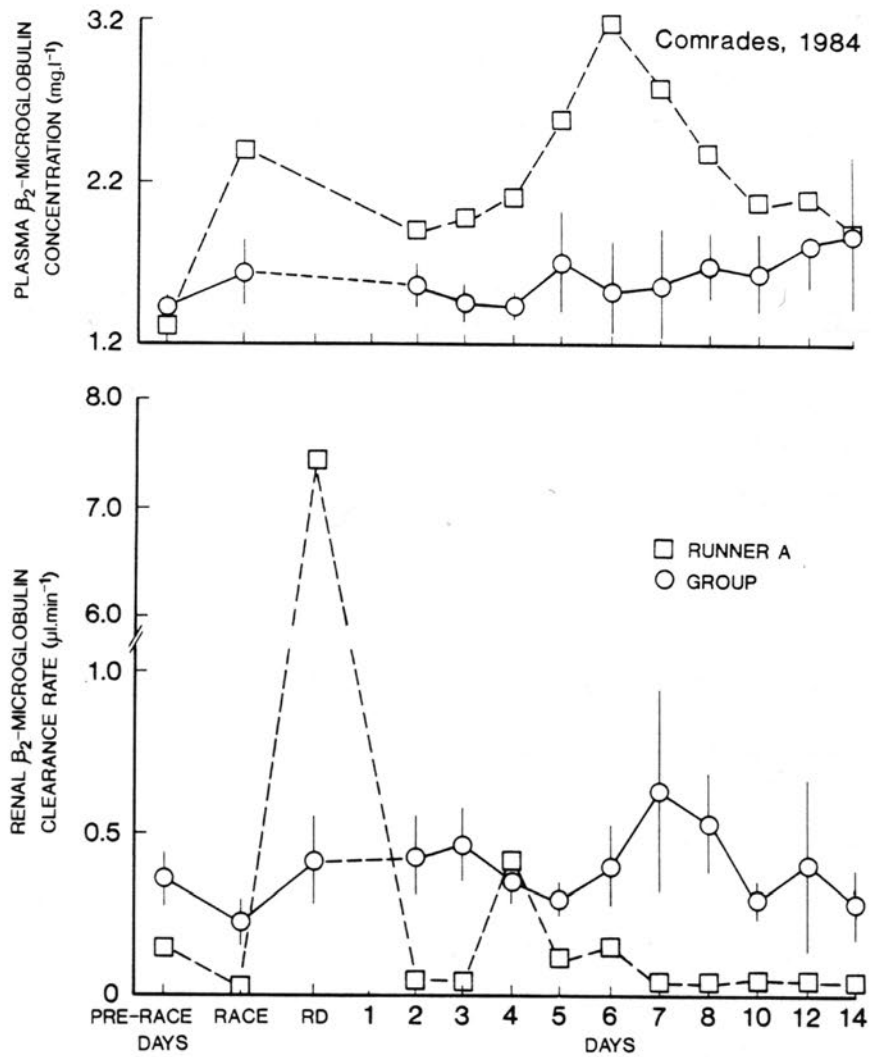 Comrades, 1984
PLASMA β₂-MICROGLOBULIN
CONCENTRATION (mg.l⁻¹)
3.2
2.2
1.2
RENAL β₂-MICROGLOBULIN
CLEARANCE RATE (µl.min⁻¹)
8.0
7.0
6.0
1.0
0.5
0
RUNNER A
GROUP
PRE-RACE RACE RD 1 2 3 4 5 6 7 8 10 12 14
DAYS DAYS